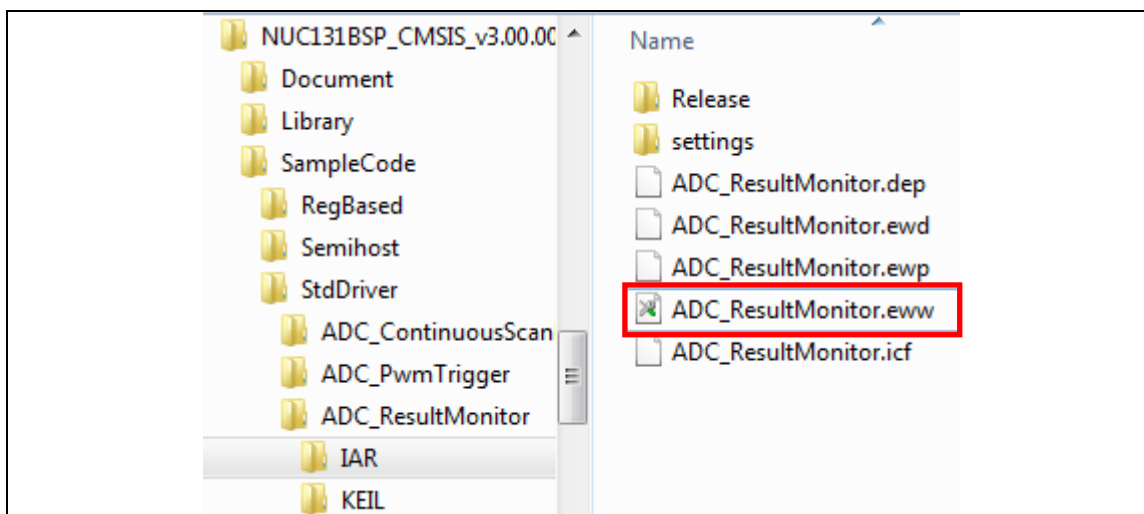 NUC131BSP_CMSIS_v3.00.00
Document
Library
SampleCode
RegBased
Semihost
StdDriver
ADC_ContinuousScan
ADC_PwmTrigger
ADC_ResultMonitor
IAR
KEIL
Name
Release
settings
ADC_ResultMonitor.dep
ADC_ResultMonitor.ewd
ADC_ResultMonitor.ewp
ADC_ResultMonitor.eww
ADC_ResultMonitor.icf